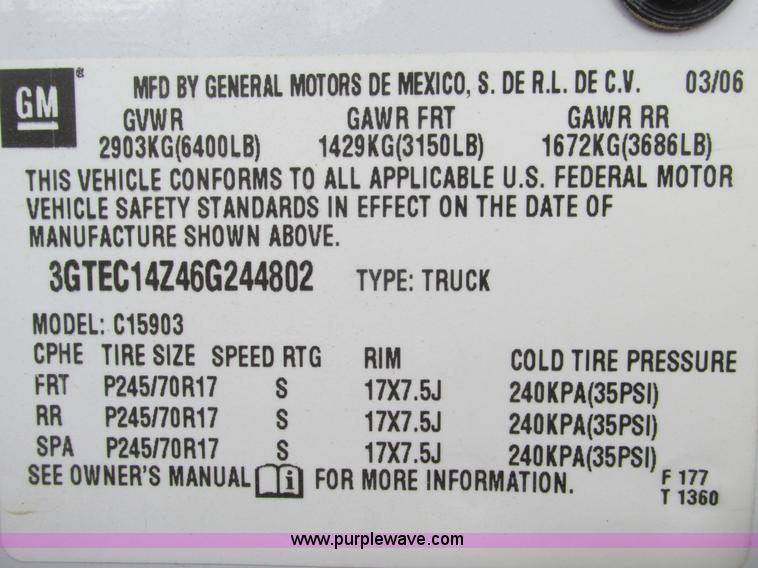 GM ® MFD BY GENERAL MOTORS DE MEXICO, S. DE R.L. DE C.V. 03/06
GVWR GAWR FRT GAWR RR
2903KG(6400LB) 1429KG(3150LB) 1672KG(3686LB)
THIS VEHICLE CONFORMS TO ALL APPLICABLE U.S. FEDERAL MOTOR
VEHICLE SAFETY STANDARDS IN EFFECT ON THE DATE OF
MANUFACTURE SHOWN ABOVE.
3GTEC14Z46G244802 TYPE: TRUCK
MODEL: C15903
CPHE TIRE SIZE SPEED RTG RIM COLD TIRE PRESSURE
FRT P245/70R17 S 17X7.5J 240KPA(35PSI)
RR P245/70R17 S 17X7.5J 240KPA(35PSI)
SPA P245/70R17 S 17X7.5J 240KPA(35PSI)
SEE OWNER'S MANUAL i FOR MORE INFORMATION. F 177
T 1360
www.purplewave.com